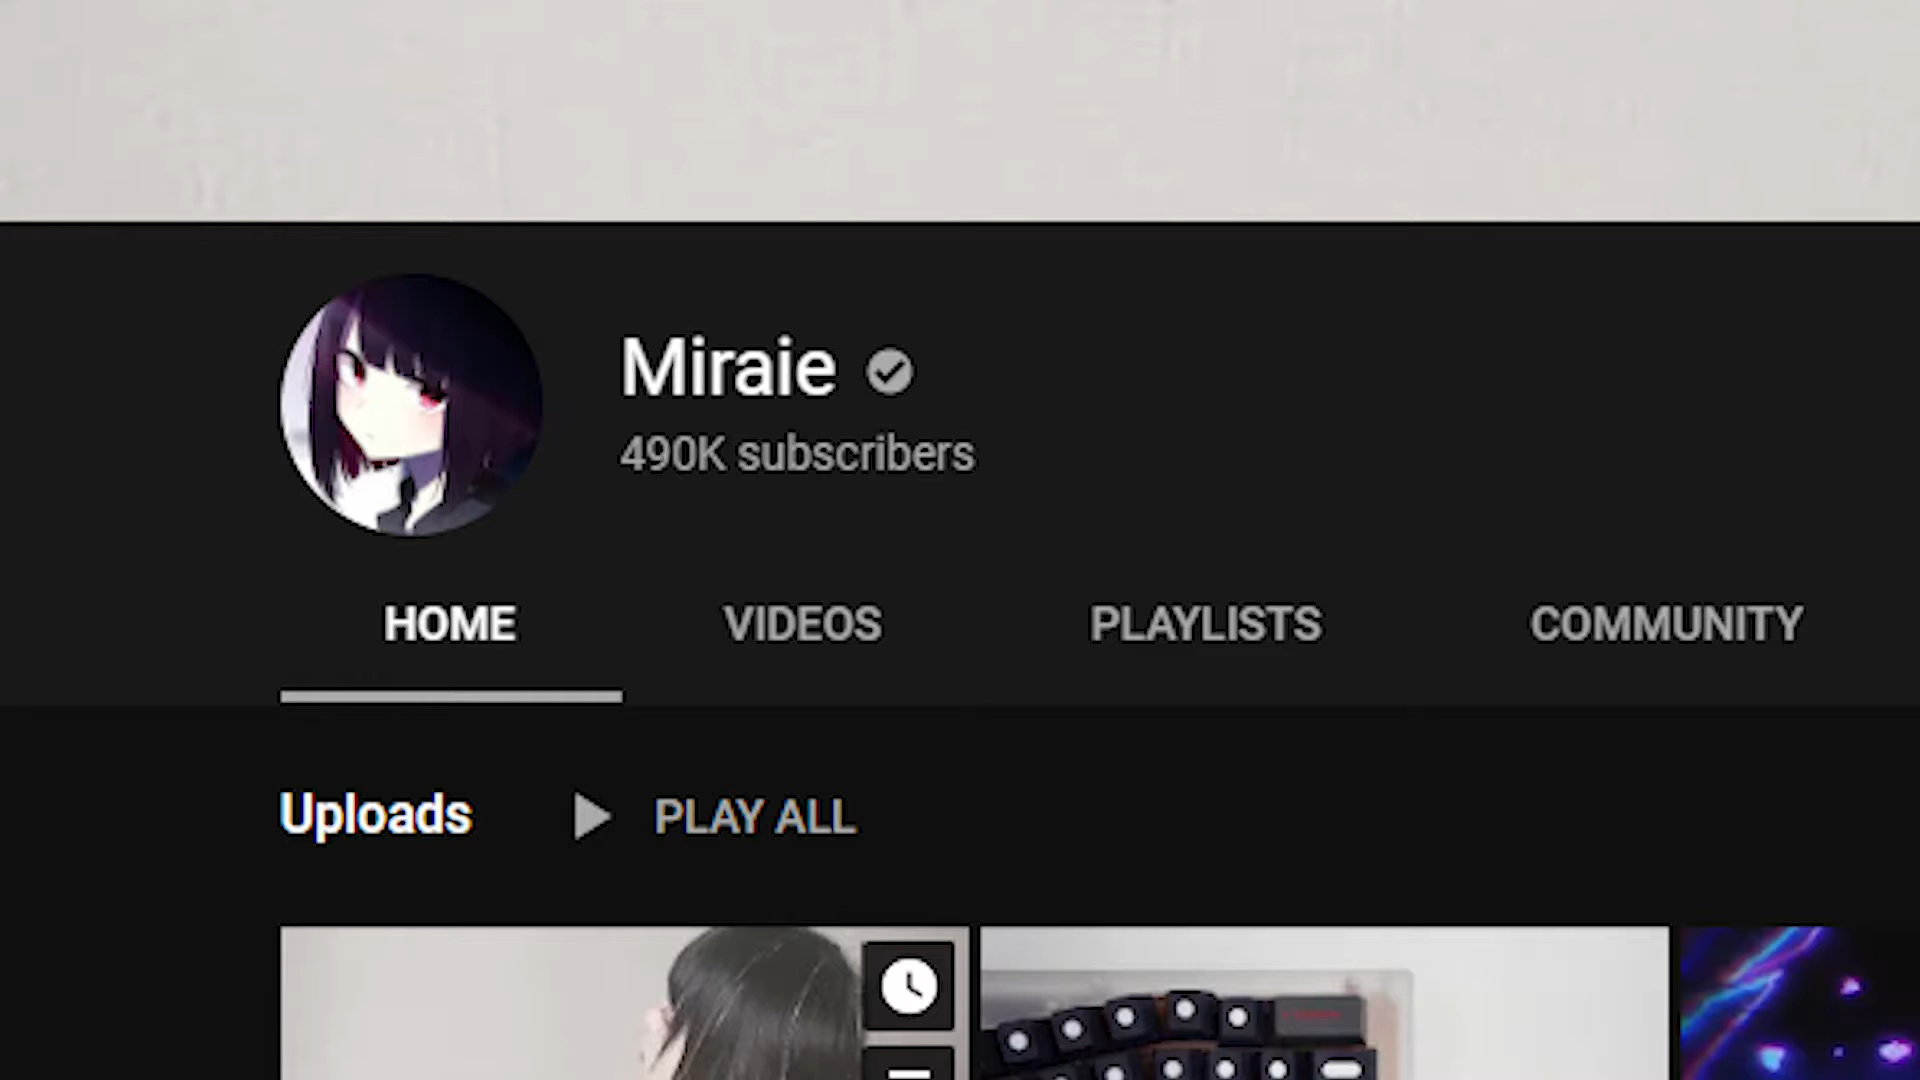 Miraie
490K subscribers
HOME VIDEOS PLAYLISTS COMMUNITY
Uploads PLAY ALL